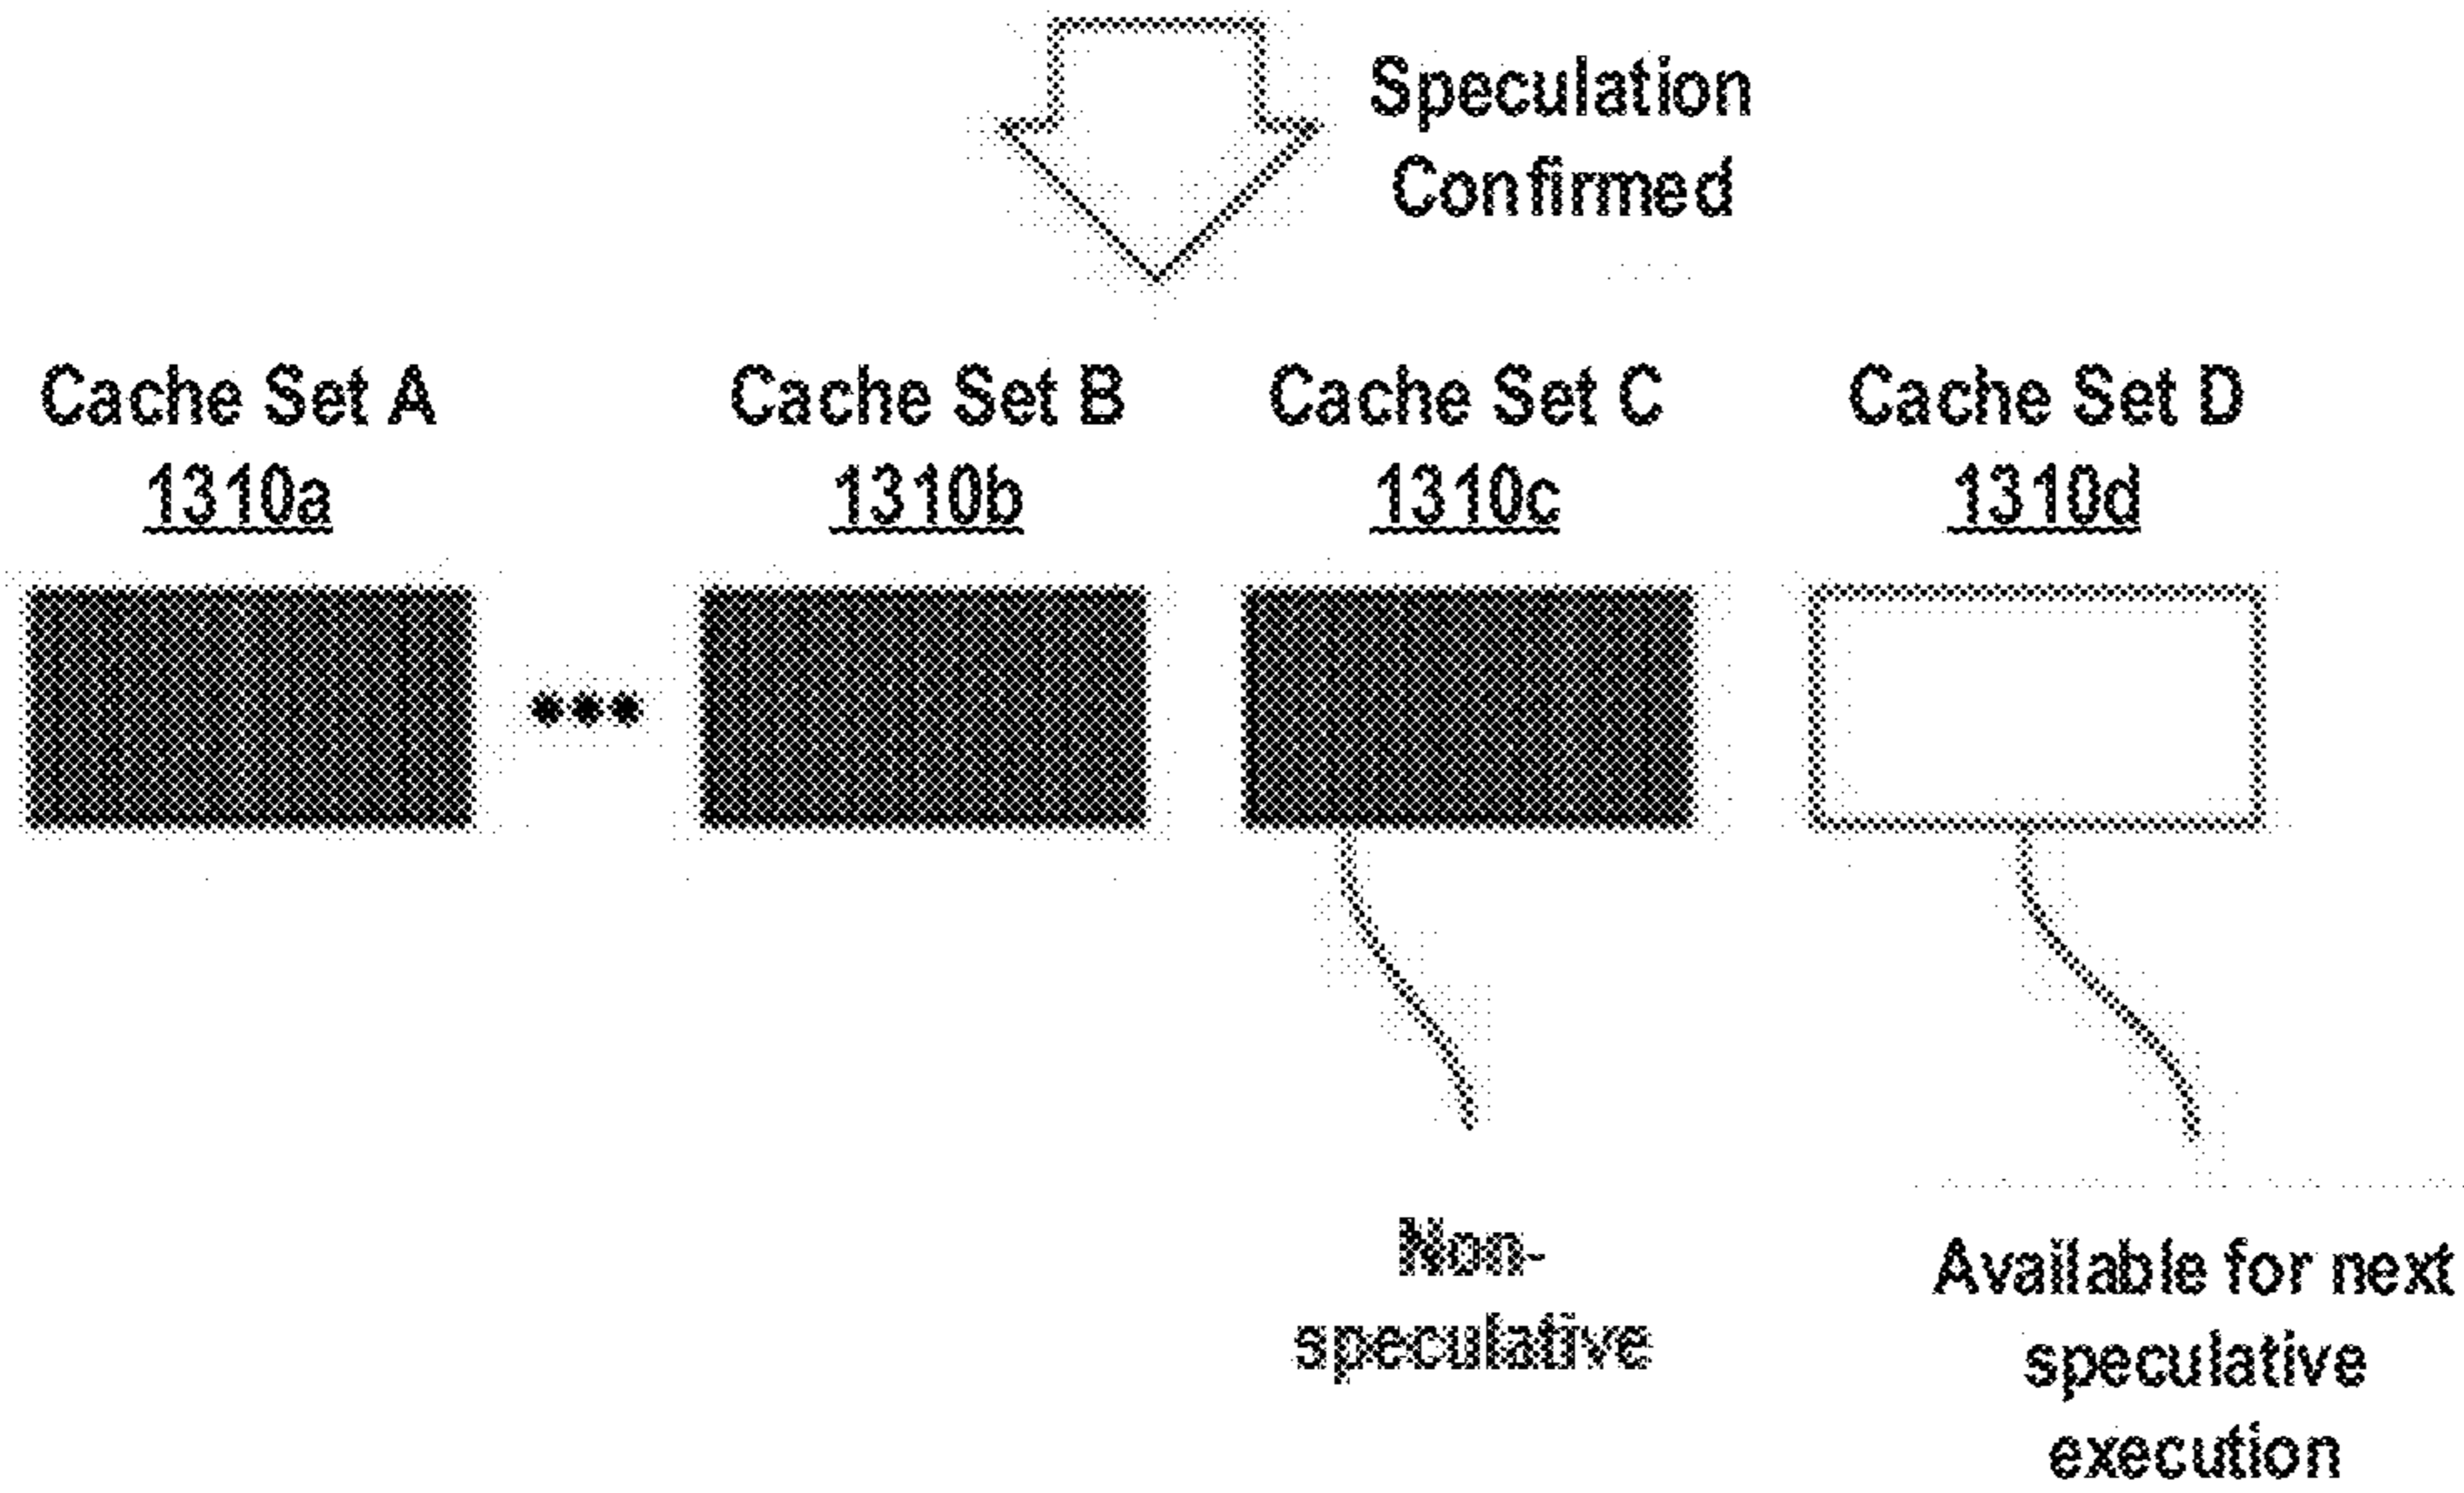 Speculation
Confirmed
Cache Set A
1310a
Cache Set B
1310b
Cache Set C
1310c
Cache Set D
1310d
Non-
speculative
Available for next
speculative
execution